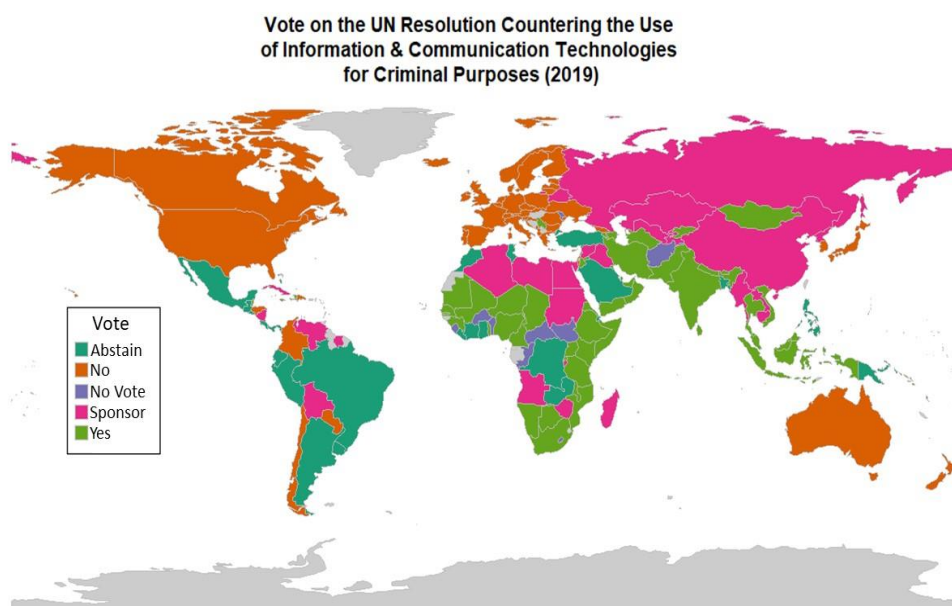 Vote on the UN Resolution Countering the Use
of Information & Communication Technologies
for Criminal Purposes (2019)
Vote
Abstain
No
No Vote
Sponsor
Yes